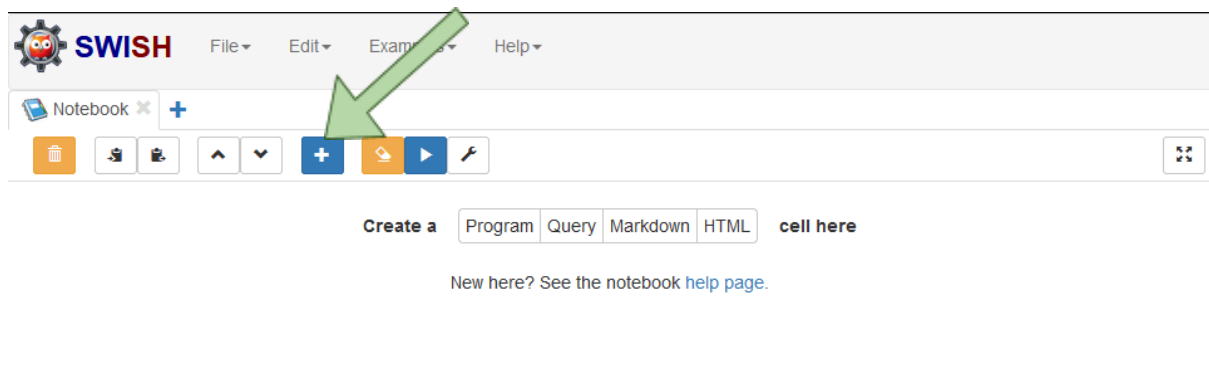 SWISH File Edit Help
Notebook
Create a Program Query Markdown HTML cell here
New here? See the notebook help page.